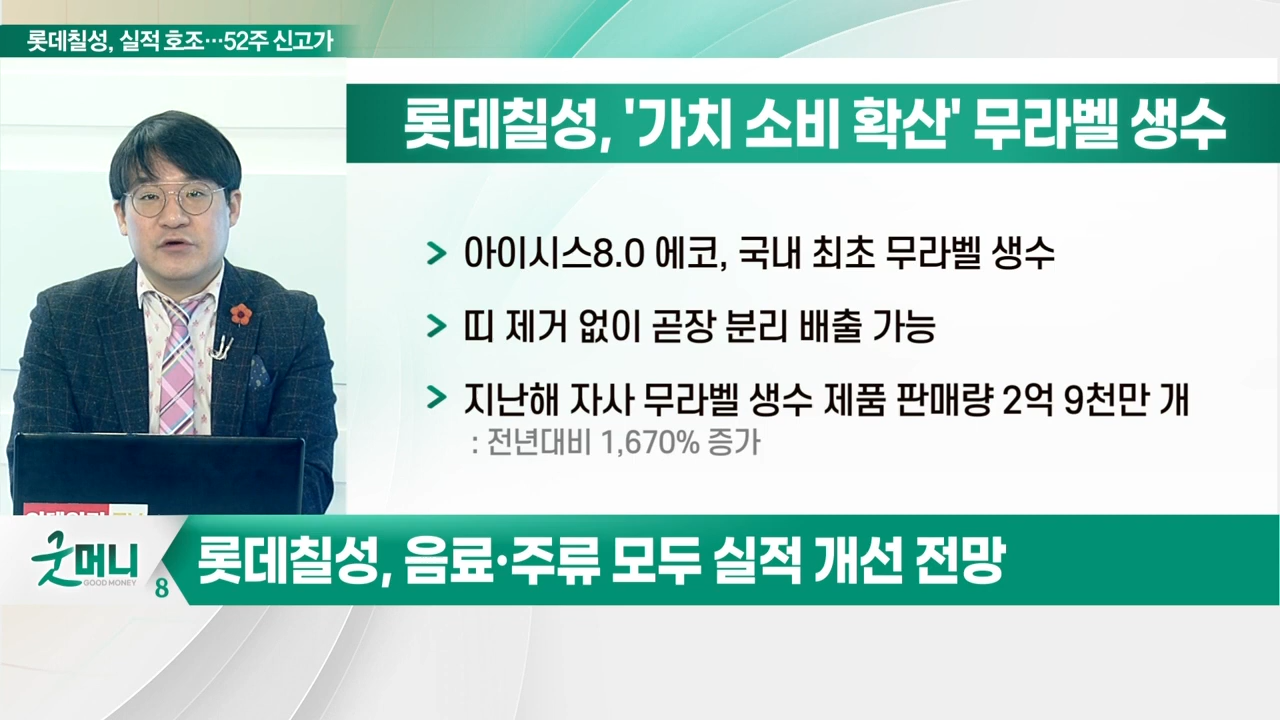 롯데칠성, 실적 호조…52주 신고가
롯데칠성, '가치 소비 확산' 무라벨 생수
> 아이시스8.0 에코, 국내 최초 무라벨 생수
> 띠 제거 없이 곧장 분리 배출 가능
> 지난해 자사 무라벨 생수 제품 판매량 2억 9천만 개
: 전년대비 1,670% 증가
굿머니
GOOD MONEY
8
롯데칠성, 음료·주류 모두 실적 개선 전망